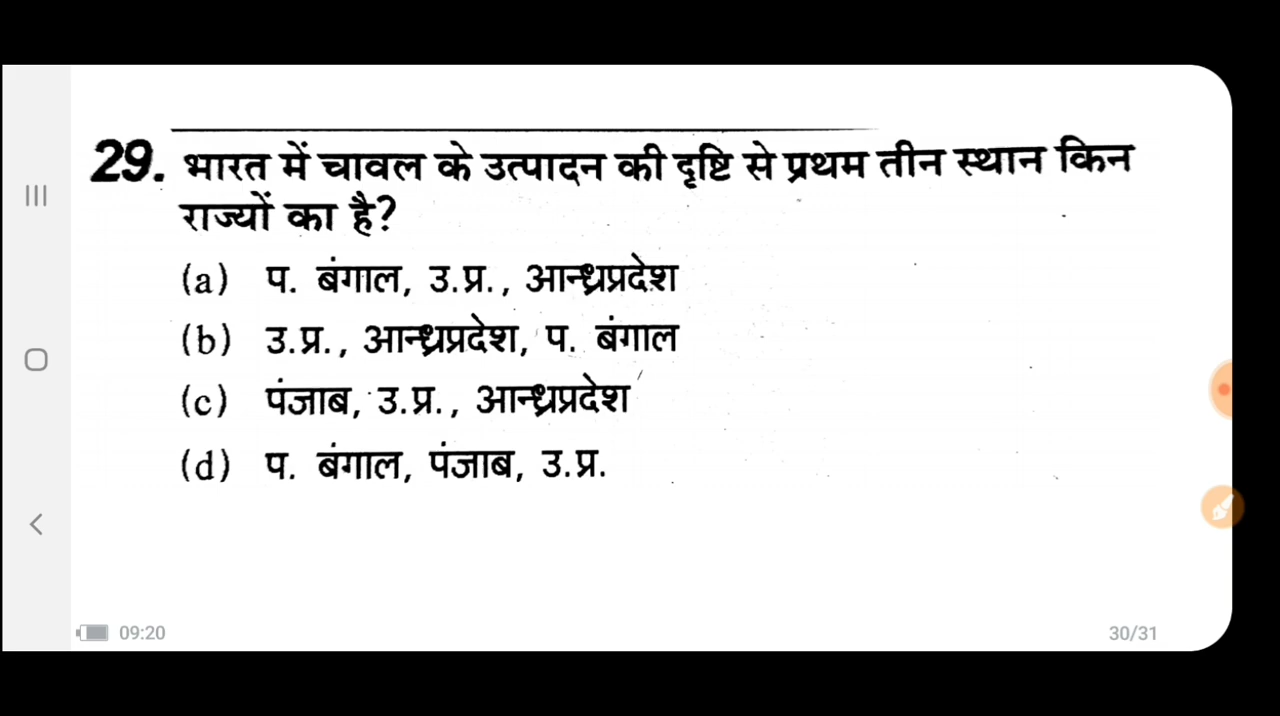 29. भारत में चावल के उत्पादन की दृष्टि से प्रथम तीन स्थान किन
राज्यों का है?
(a) प. बंगाल, उ.प्र., आन्ध्रप्रदेश
(b) उ.प्र., आन्ध्रप्रदेश, प. बंगाल
(c) पंजाब, उ.प्र., आन्ध्रप्रदेश
(d) प. बंगाल, पंजाब, उ.प्र.
09:20
30/31